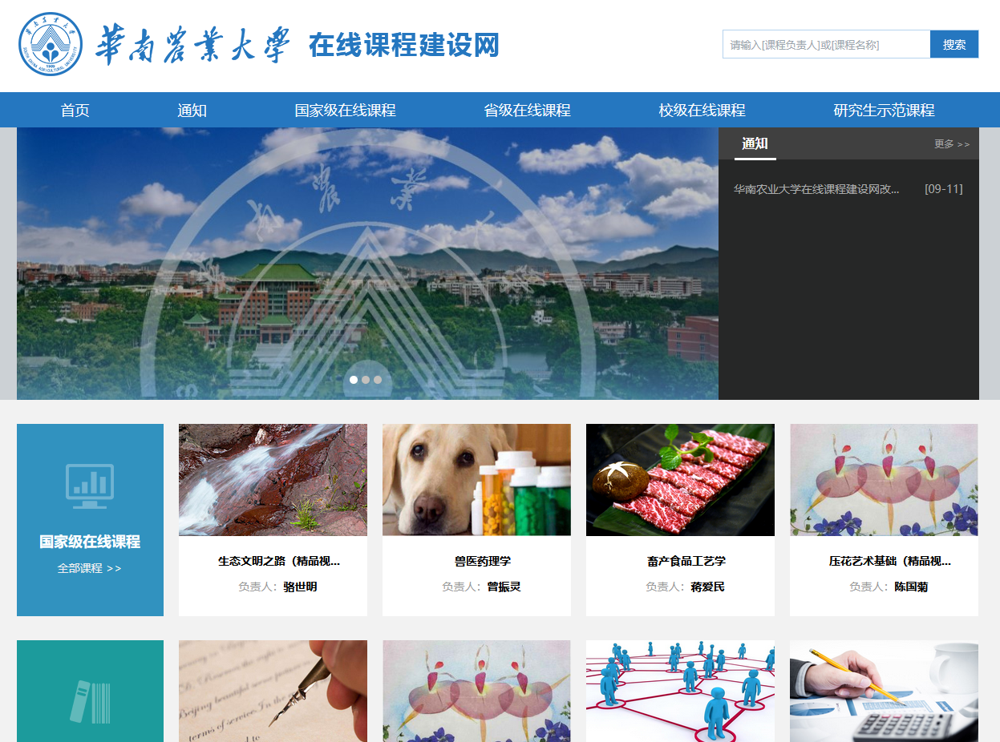 華南農業大學
在线课程建设网
请输入[课程负责人]或[课程名称]
搜索
首页
通知
国家级在线课程
省级在线课程
校级在线课程
研究生示范课程
通知
更多 >>
华南农业大学在线课程建设网改...
[09-11]
国家级在线课程
全部课程 >>
生态文明之路（精品视...
负责人：骆世明
兽医药理学
负责人：曾振灵
畜产食品工艺学
负责人：蒋爱民
压花艺术基础（精品视...
负责人：陈国菊